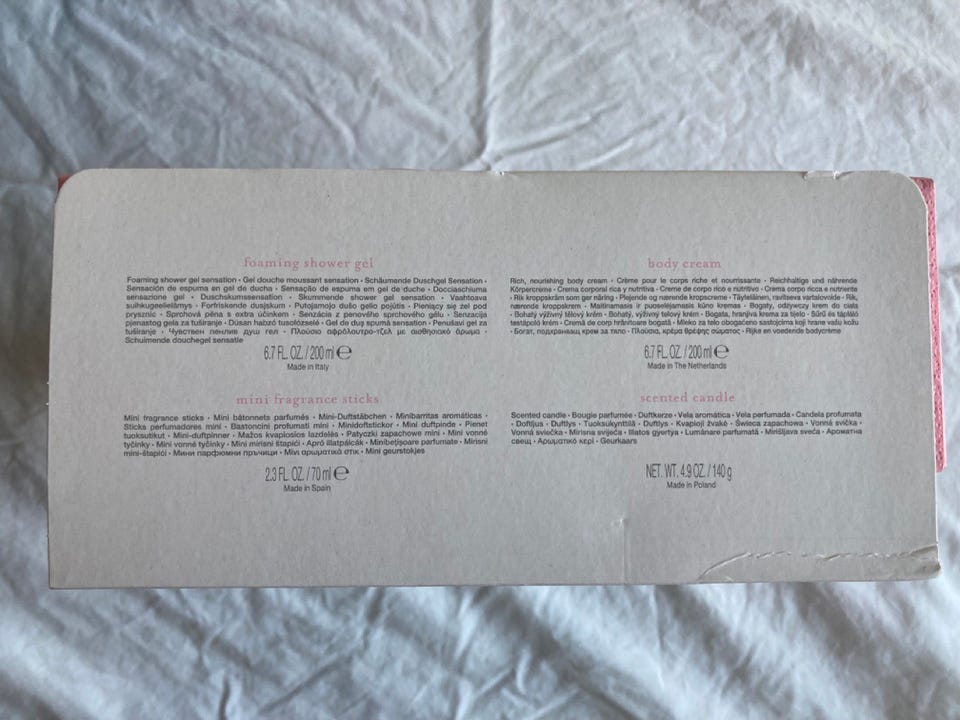 foaming shower gel
Foaming shower gel sensation • Gel douche moussant sensation • Schäumende Duschgel Sensation •
Sensación de espuma en gel de ducha • Sensação de espuma em gel de duche • Docciaschiuma
sensazione gel • Duschskumssensation • Skummende shower gel sensation • Vaahtoava
suihkugeelielämys • Forfriskende dusjskum • Putojamojo dušo gelio pojūtis • Pieniący się żel pod
prysznic • Sprchová pěna s extra účinkem • Senzácia z penového sprchového gélu • Senzacija
pjenastog gela za tuširanje • Dúsan habzó tusolózselé • Gel de duș spumă sensation • Penušavi gel za
tuširanje • Чувствен пенлив душ гел • Πλούσιο αφρόλουτρο-τζελ με αισθησιακό άρωμα •
Schuimende douchegel sensatie
6.7 FL. OZ. / 200 ml ℮
Made in Italy
body cream
Rich, nourishing body cream • Crème pour le corps riche et nourrissante • Reichhaltige und nährende
Körpercreme • Crema corporal rica y nutritiva • Creme de corpo rico e nutritivo • Crema corpo ricca e nutriente
• Rik kroppskräm som ger näring • Plejende og nærende kropscreme • Täyteläinen, ravitseva vartalovoide • Rik,
nærende kroppskrem • Maitinamasis ir puoselėjamasis kūno kremas • Bogaty, odżywczy krem do ciała
• Bohatý výživný tělový krém • Bohatý, výživný telový krém • Bogata, hranjiva krema za tijelo • Sűrű és tápláló
testápoló krém • Cremă de corp hrănitoare bogată • Mleko za telo obogaćeno sastojcima koji hrane vašu kožu
• Богат, подхранващ крем за тяло • Πλούσια, κρέμα θρέψης σώματος • Rijke en voedende bodycrème
6.7 FL. OZ. / 200 ml ℮
Made in The Netherlands
mini fragrance sticks
Mini fragrance sticks • Mini bâtonnets parfumés • Mini-Duftstäbchen • Minibarritas aromáticas •
Sticks perfumadores mini • Bastoncini profumati mini • Minidoftstickor • Mini duftpinde • Pienet
tuoksutikut • Mini-duftpinner • Mažos kvapiosios lazdelės • Patyczki zapachowe mini • Mini vonné
tyčinky • Mini vonné tyčinky • Mini mirisni štapići • Apró illatpálcák • Minibețișoare parfumate • Mirisni
mini-štapići • Мини парфюмни пръчици • Μίνι αρωματικά στικ • Mini geurstokjes
2.3 FL. OZ. / 70 ml ℮
Made in Spain
scented candle
Scented candle • Bougie parfumée • Duftkerze • Vela aromática • Vela perfumada • Candela profumata
• Doftljus • Duftlys • Tuoksukynttilä • Duftlys • Kvapioji žvakė • Świeca zapachowa • Vonná svíčka •
Vonná sviečka • Mirisna svijeća • Illatos gyertya • Lumânare parfumată • Mirišljava sveća • Ароматна
свещ • Αρωματικό κερί • Geurkaars
NET. WT. 4.9 OZ. / 140 g
Made in Poland